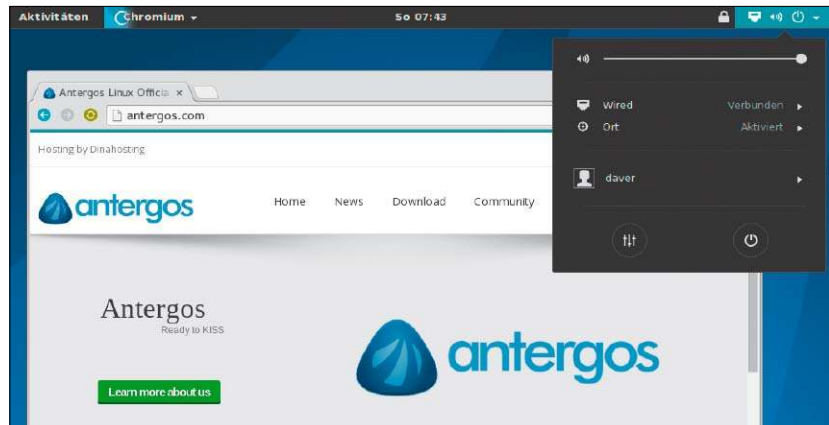 Aktivitäten Chromium So 07:43
Antergos Linux Officia ×
antergos.com
Wired Verbunden
Ort Aktiviert
daver
Hosting by Dinahosting
antergos Home News Download Community
Antergos
Ready to KISS
antergos
Learn more about us